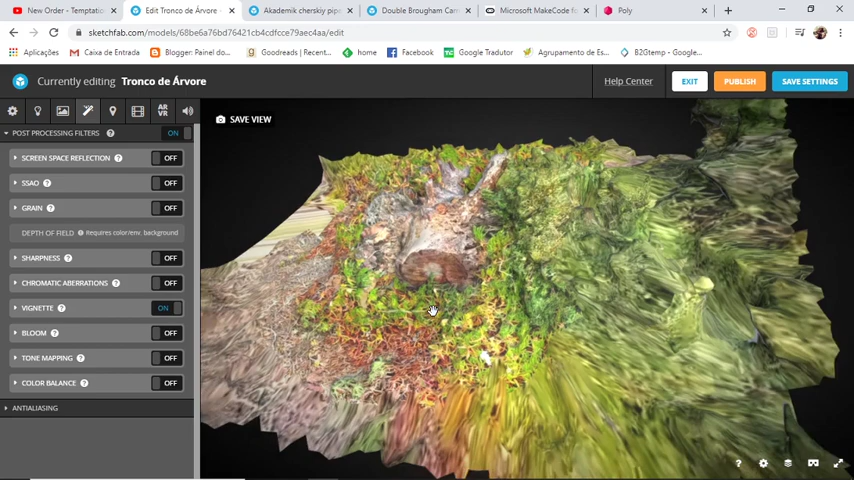 New Order - Temptatio
Edit Tronco de Árvore -
Akademik cherskiy pipe
Double Brougham Carr
Microsoft MakeCode fo
Poly
sketchfab.com/models/68be6a76bd76421cb4cdfcce79aec4aa/edit
Aplicações
Caixa de Entrada
Blogger: Painel do...
Goodreads | Recent...
home
Facebook
Google Tradutor
Agrupamento de Es...
B2Gtemp - Google...
Currently editing Tronco de Árvore
Help Center
EXIT
PUBLISH
SAVE SETTINGS
AR VR
SAVE VIEW
POST PROCESSING FILTERS ? ON
SCREEN SPACE REFLECTION ? OFF
SSAO ? OFF
GRAIN ? OFF
DEPTH OF FIELD Requires color/env. background
SHARPNESS ? OFF
CHROMATIC ABERRATIONS ? OFF
VIGNETTE ? ON
BLOOM ? OFF
TONE MAPPING ? OFF
COLOR BALANCE ? OFF
ANTIALIASING
?